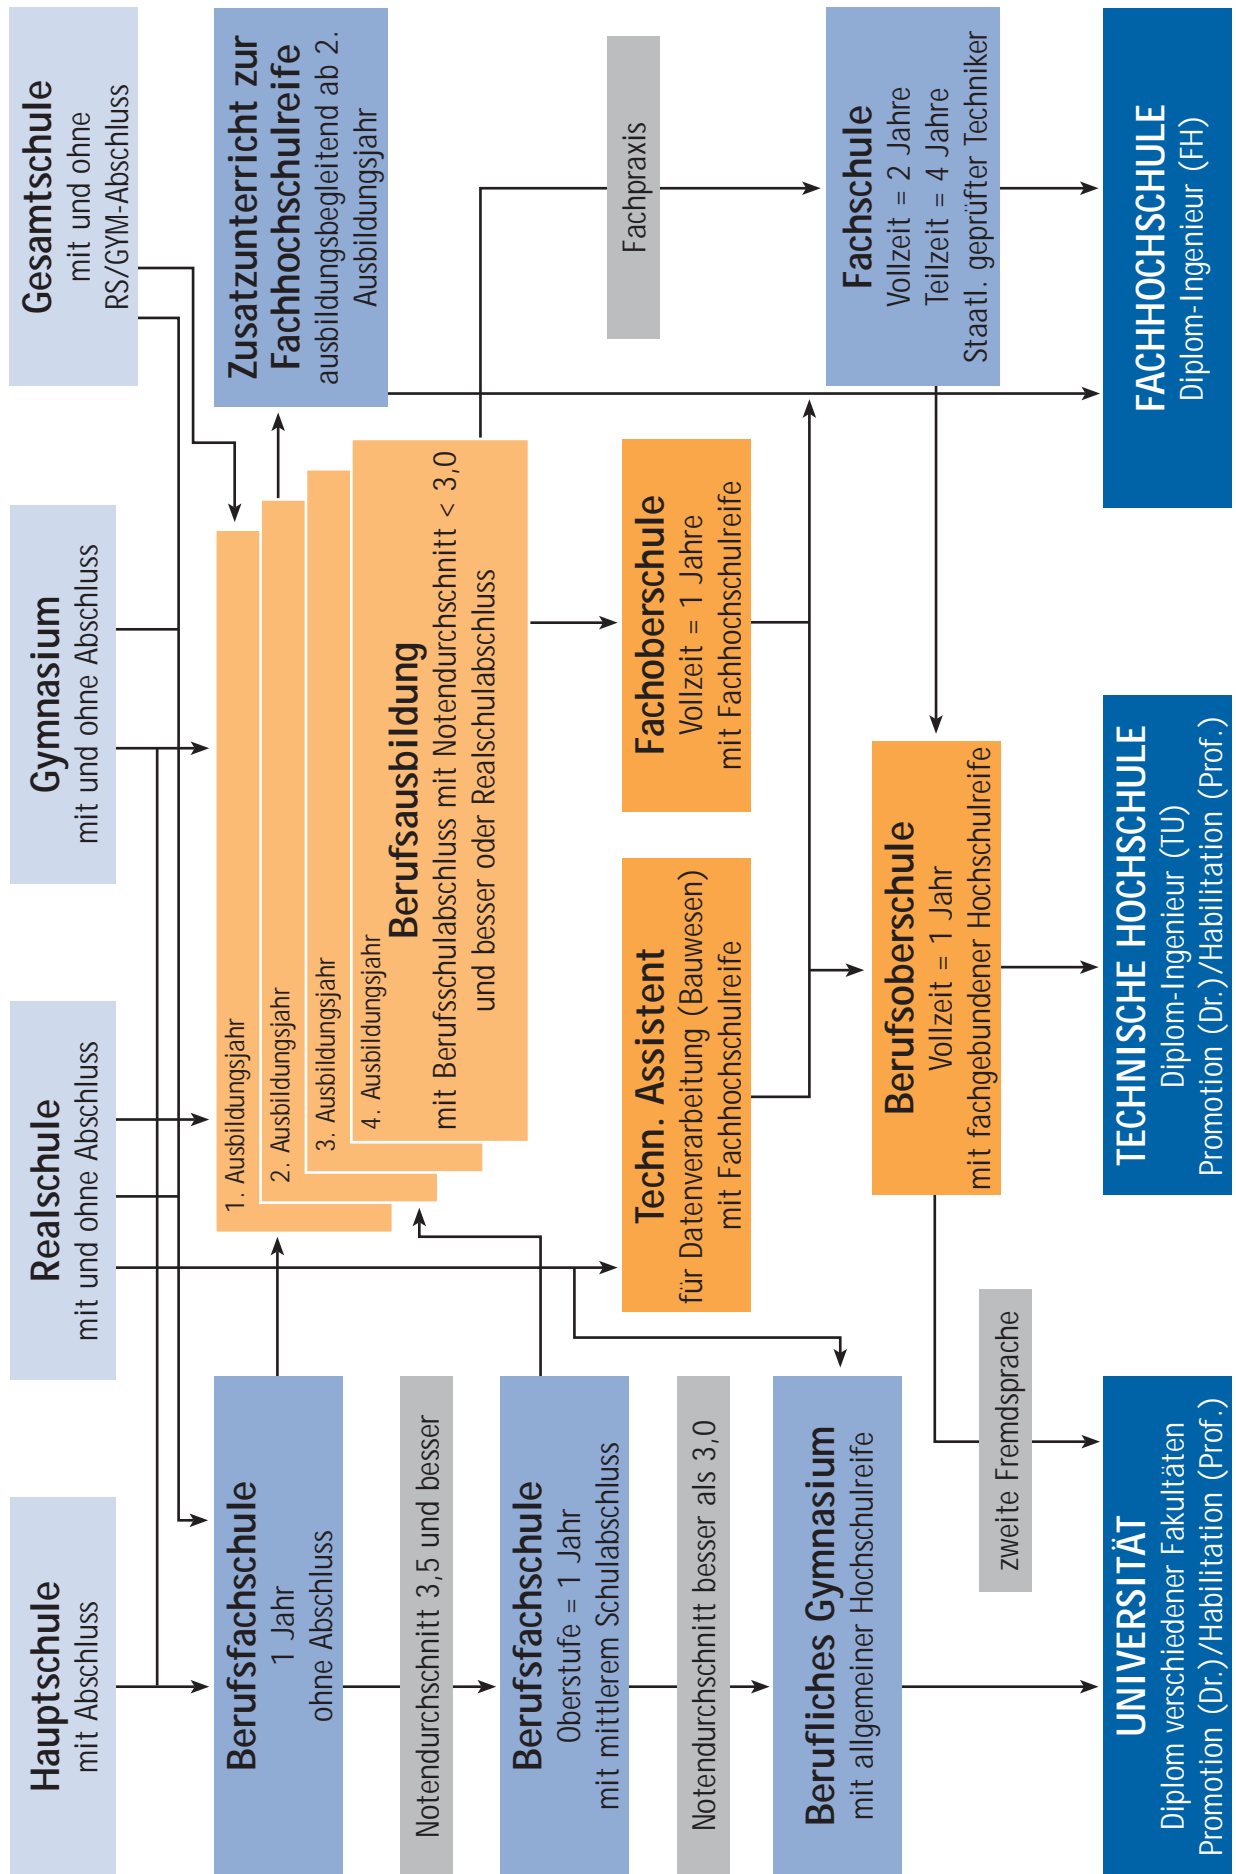 Hauptschule
mit Abschluss
Realschule
mit und ohne Abschluss
Gymnasium
mit und ohne Abschluss
Gesamtschule
mit und ohne
RS/GYM-Abschluss
Berufsfachschule
1 Jahr
ohne Abschluss
1. Ausbildungsjahr
2. Ausbildungsjahr
3. Ausbildungsjahr
4. Ausbildungsjahr
Berufsausbildung
mit Berufsschulabschluss mit Notendurchschnitt < 3,0
und besser oder Realschulabschluss
Zusatzunterricht zur
Fachhochschulreife
ausbildungsbegleitend ab 2.
Ausbildungsjahr
Notendurchschnitt 3,5 und besser
Berufsfachschule
Oberstufe = 1 Jahr
mit mittlerem Schulabschluss
Notendurchschnitt besser als 3,0
Techn. Assistent
für Datenverarbeitung (Bauwesen)
mit Fachhochschulreife
Fachoberschule
Vollzeit = 1 Jahre
mit Fachhochschulreife
Fachpraxis
Berufliches Gymnasium
mit allgemeiner Hochschulreife
Berufsoberschule
Vollzeit = 1 Jahr
mit fachgebundener Hochschulreife
Fachschule
Vollzeit = 2 Jahre
Teilzeit = 4 Jahre
Staatl. geprüfter Techniker
zweite Fremdsprache
UNIVERSITÄT
Diplom verschiedener Fakultäten
Promotion (Dr.)/Habilitation (Prof.)
TECHNISCHE HOCHSCHULE
Diplom-Ingenieur (TU)
Promotion (Dr.)/Habilitation (Prof.)
FACHHOCHSCHULE
Diplom-Ingenieur (FH)